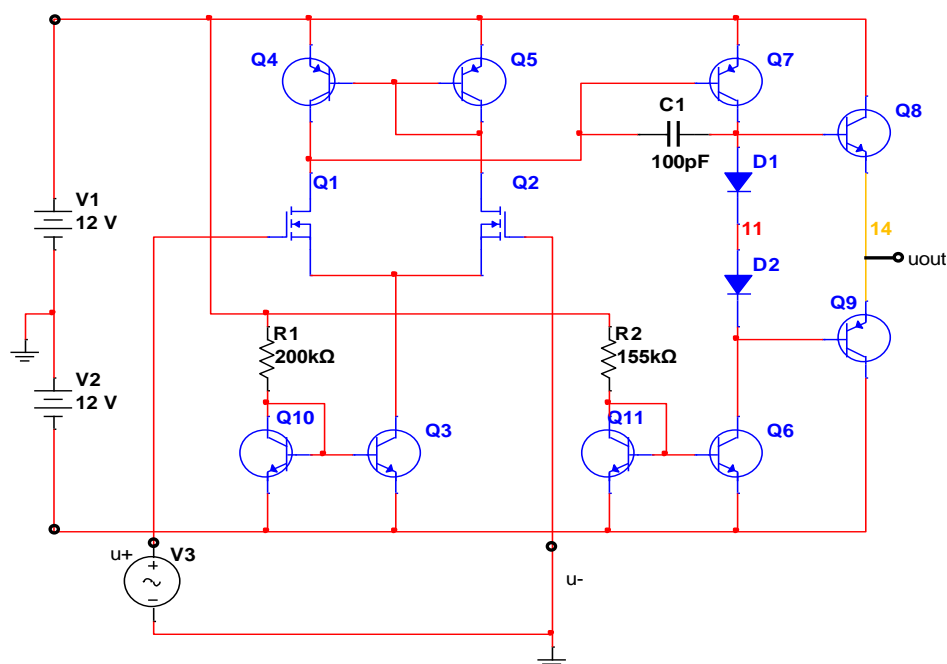 Q4
Q5
Q7
C1
Q8
100pF
Q1
Q2
D1
V1
12 V
11
14
uout
D2
Q9
R1
200kΩ
R2
155kΩ
V2
12 V
Q10
Q3
Q11
Q6
u+
V3
u-